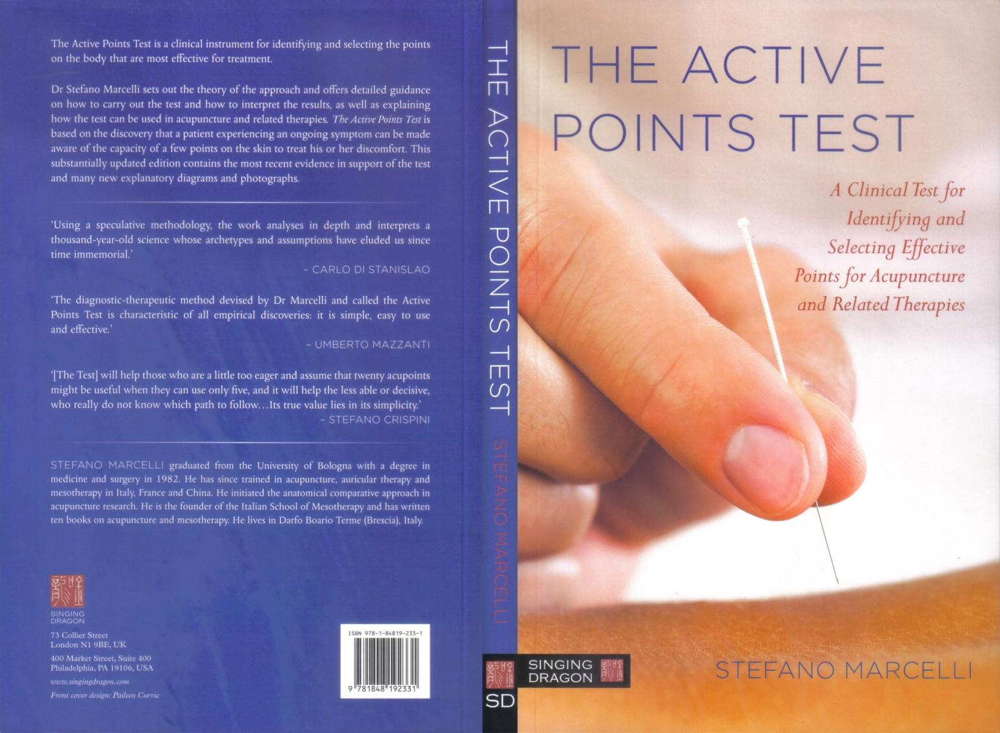 The Active Points Test is a clinical instrument for identifying and selecting the points
on the body that are most effective for treatment.
Dr Stefano Marcelli sets out the theory of the approach and offers detailed guidance
on how to carry out the test and how to interpret the results, as well as explaining
how the test can be used in acupuncture and related therapies. The Active Points Test is
based on the discovery that a patient experiencing an ongoing symptom can be made
aware of the capacity of a few points on the skin to treat his or her discomfort. This
substantially updated edition contains the most recent evidence in support of the test
and many new explanatory diagrams and photographs.
‘Using a speculative methodology, the work analyses in depth and interprets a
thousand-year-old science whose archetypes and assumptions have eluded us since
time immemorial.’
– CARLO DI STANISLAO
‘The diagnostic-therapeutic method devised by Dr Marcelli and called the Active
Points Test is characteristic of all empirical discoveries: it is simple, easy to use
and effective.’
– UMBERTO MAZZANTI
‘[The Test] will help those who are a little too eager and assume that twenty acupoints
might be useful when they can use only five, and it will help the less able or decisive,
who really do not know which path to follow…Its true value lies in its simplicity.’
– STEFANO CRISPINI
STEFANO MARCELLI graduated from the University of Bologna with a degree in
medicine and surgery in 1982. He has since trained in acupuncture, auricular therapy and
mesotherapy in Italy, France and China. He initiated the anatomical comparative approach in
acupuncture research. He is the founder of the Italian School of Mesotherapy and has written
ten books on acupuncture and mesotherapy. He lives in Darfo Boario Terme (Brescia), Italy.
SINGING
DRAGON
73 Collier Street
London N1 9BE, UK
400 Market Street, Suite 400
Philadelphia, PA 19106, USA
www.singingdragon.com
Front cover design: Paileen Currie
ISBN 978-1-84819-233-1
9 781848 192331
THE ACTIVE POINTS TEST
STEFANO MARCELLI
SD
THE ACTIVE
POINTS TEST
A Clinical Test for
Identifying and
Selecting Effective
Points for Acupuncture
and Related Therapies
SINGING
DRAGON
STEFANO MARCELLI